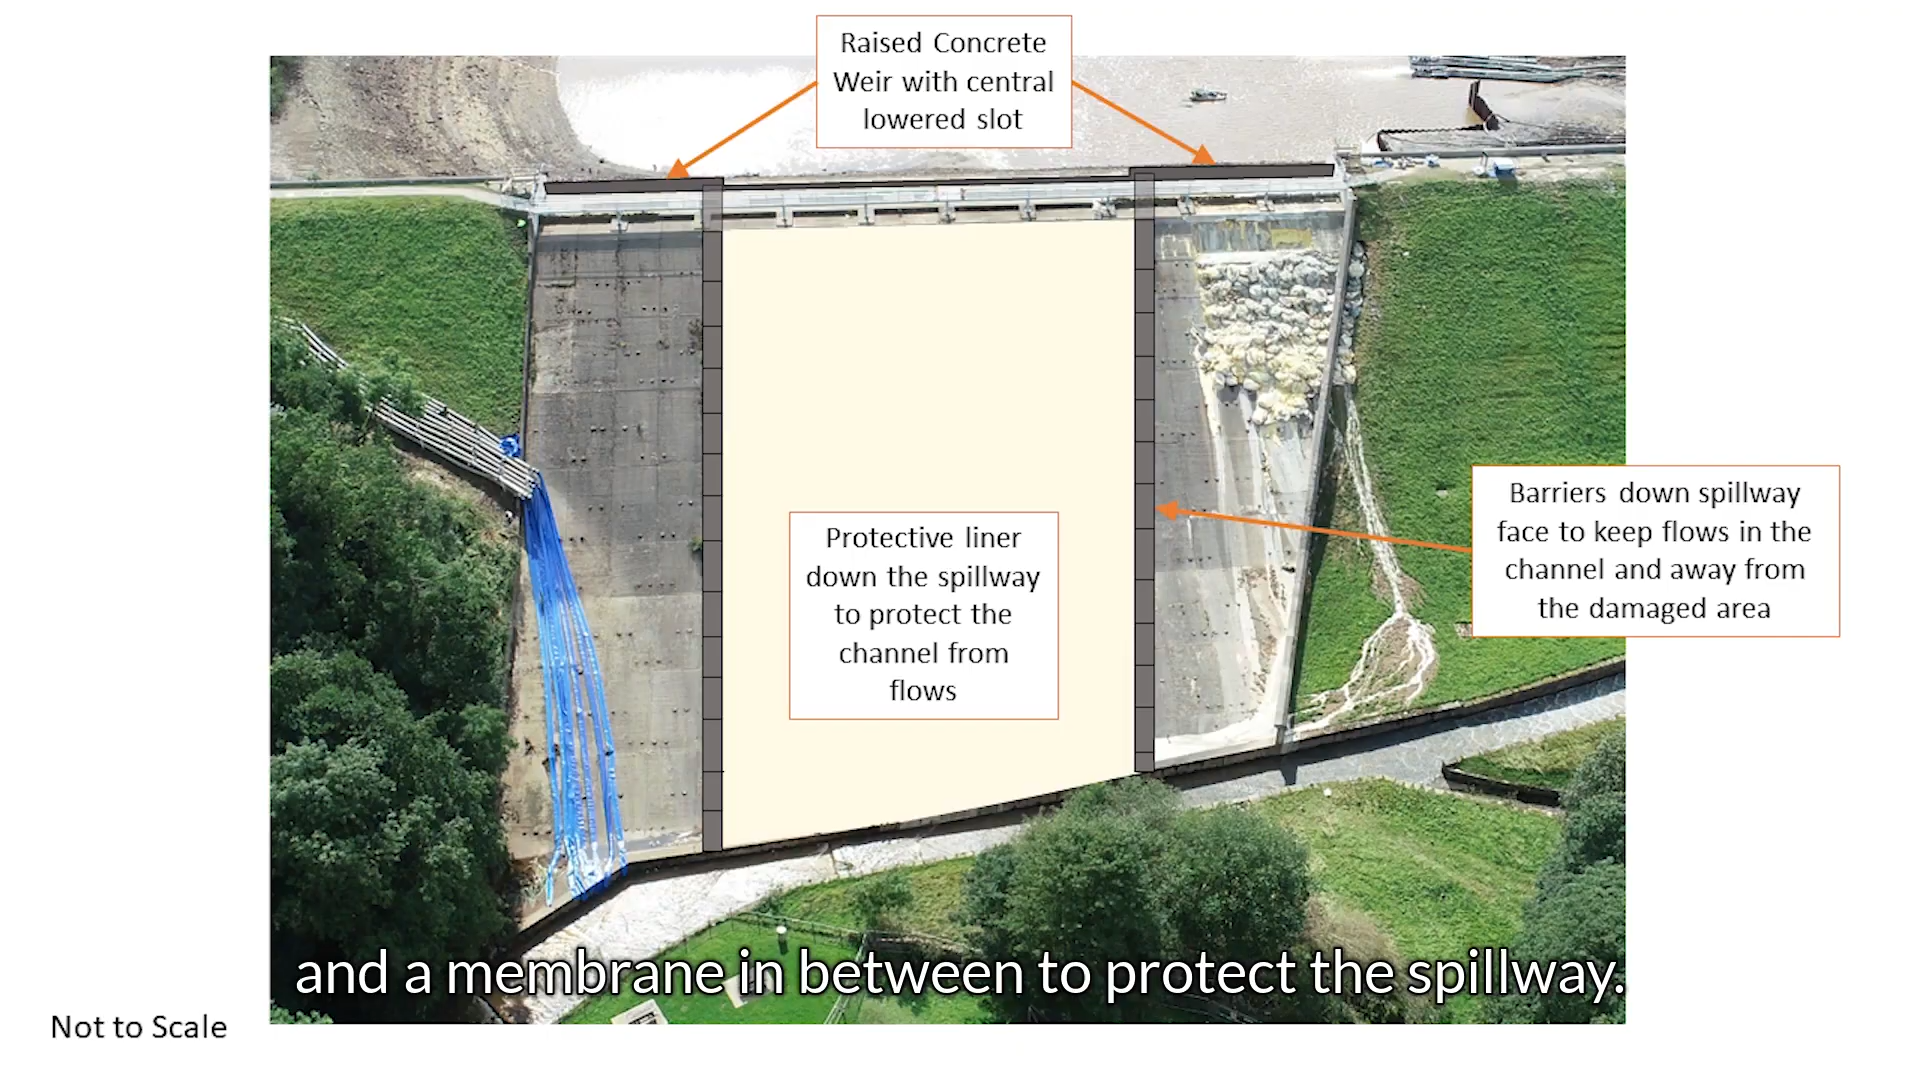 Raised Concrete
Weir with central
lowered slot
Barriers down spillway
face to keep flows in the
channel and away from
the damaged area
Protective liner
down the spillway
to protect the
channel from
flows
and a membrane in between to protect the spillway.
Not to Scale